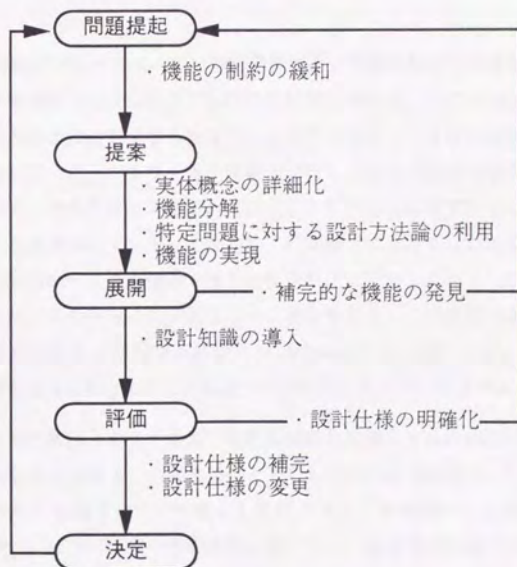 問題提起
・機能の制約の緩和
提案
・実体概念の詳細化
・機能分解
・特定問題に対する設計方法論の利用
・機能の実現
展開
・補完的な機能の発見
・設計知識の導入
評価
・設計仕様の明確化
・設計仕様の補完
・設計仕様の変更
決定